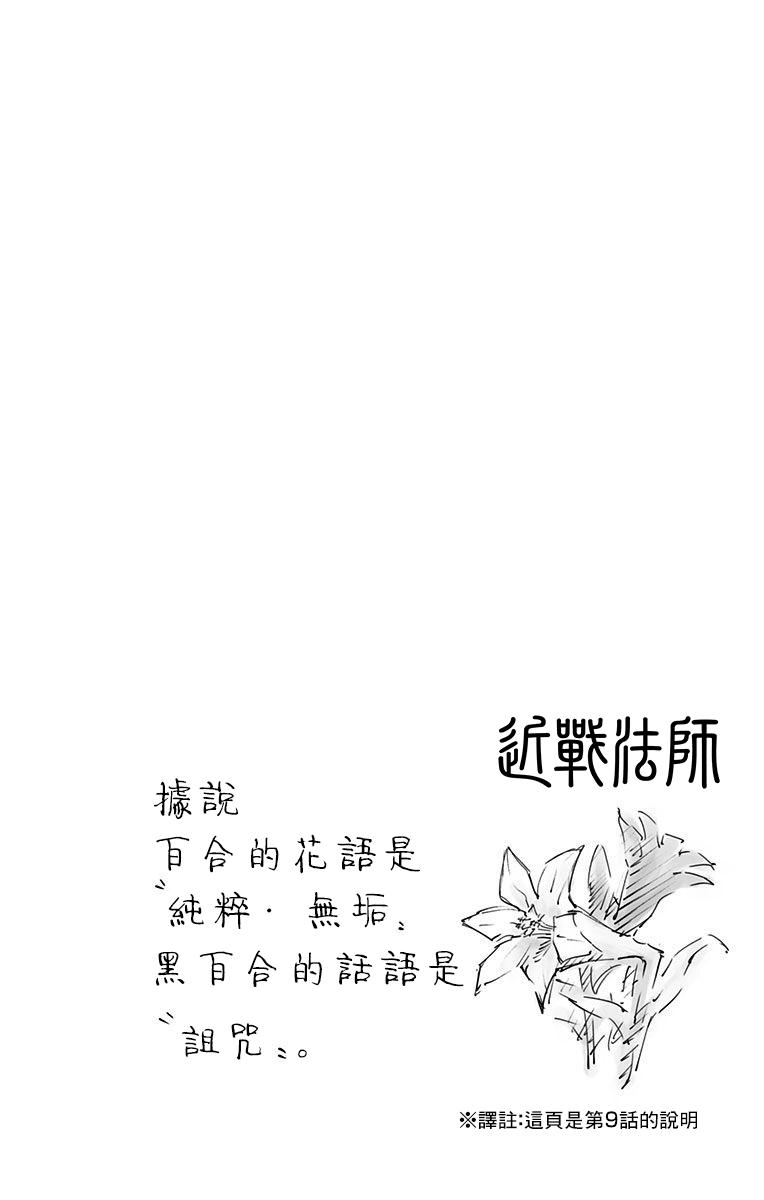 近戰法師
據說
百合的花語是
〝純粹·無垢〟
黑百合的話語是
〝詛咒〟。
※譯註:這頁是第9話的說明